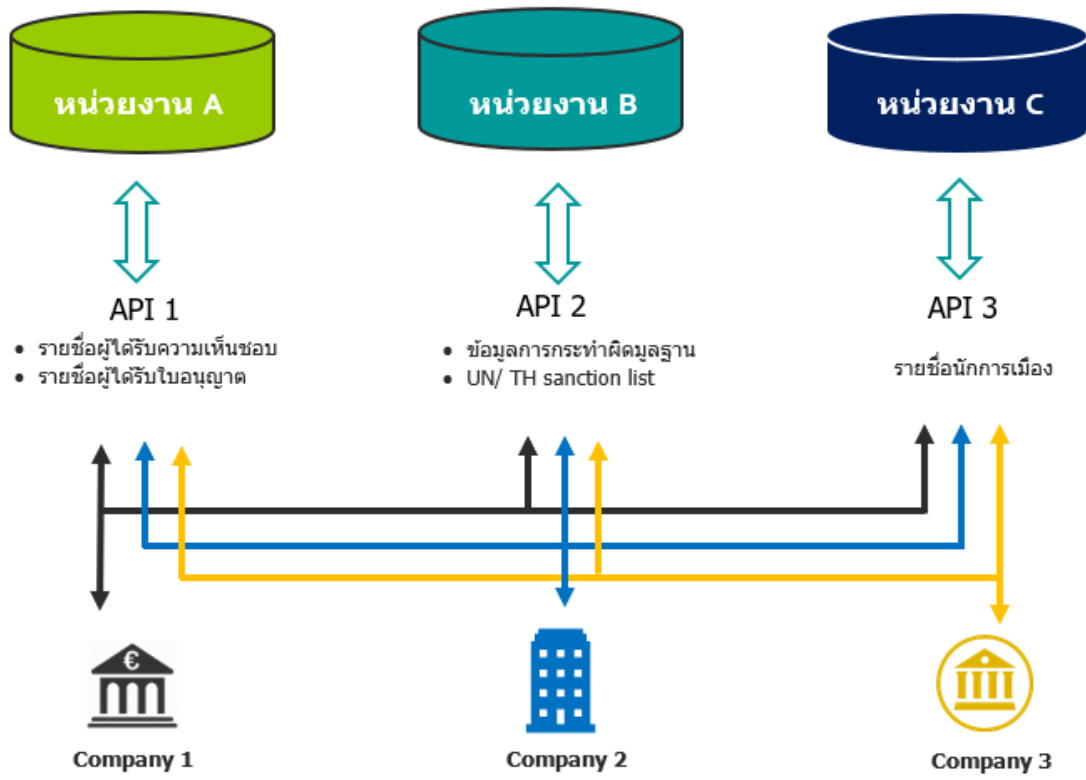 หน่วยงาน A
หน่วยงาน B
หน่วยงาน C
API 1
• รายชื่อผู้ได้รับความเห็นชอบ
• รายชื่อผู้ได้รับใบอนุญาต
API 2
• ข้อมูลการกระทำผิดมูลฐาน
• UN/ TH sanction list
API 3
รายชื่อนักการเมือง
€
Company 1
Company 2
Company 3